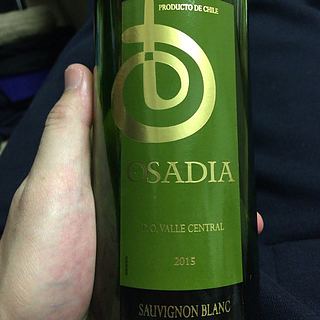 PRODUCTO DE CHILE
OSADIA
D.O. VALLE CENTRAL
2015
SAUVIGNON BLANC